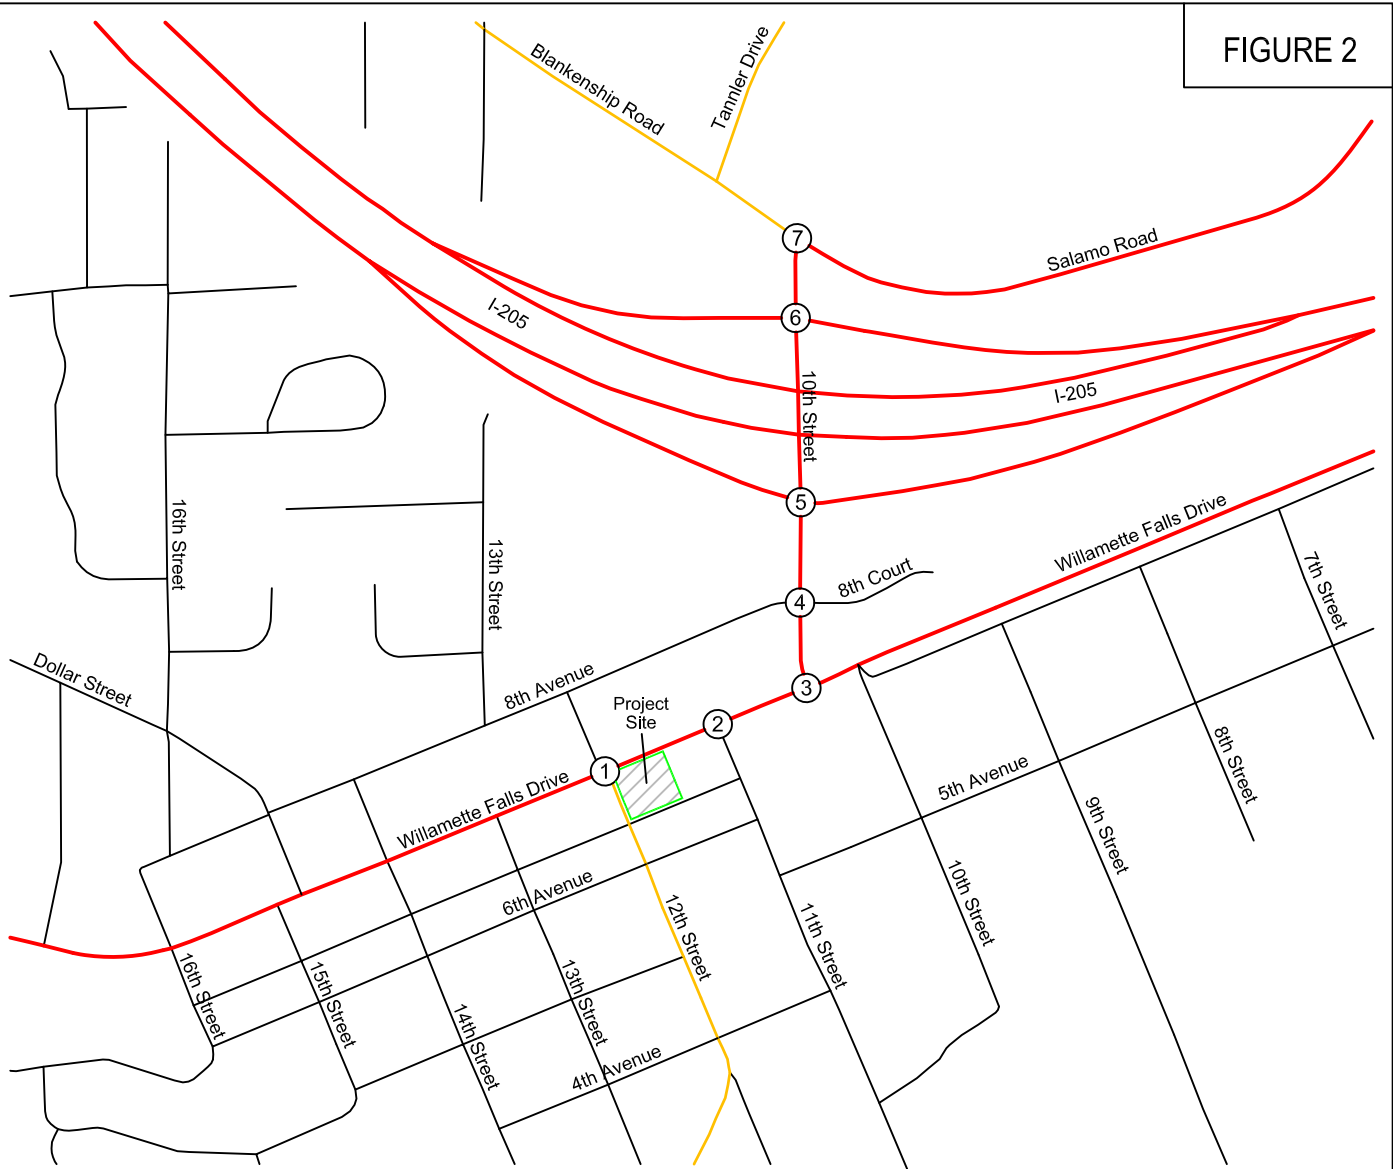 FIGURE 2
Blankenship Road
Tannler Drive
7
Salamo Road
6
I-205
10th Street
I-205
5
16th Street
13th Street
Willamette Falls Drive
7th Street
8th Court
4
Dollar Street
8th Avenue
3
Project
Site
2
1
8th Street
Willamette Falls Drive
5th Avenue
9th Street
6th Avenue
10th Street
12th Street
11th Street
16th Street
15th Street
13th Street
14th Street
4th Avenue